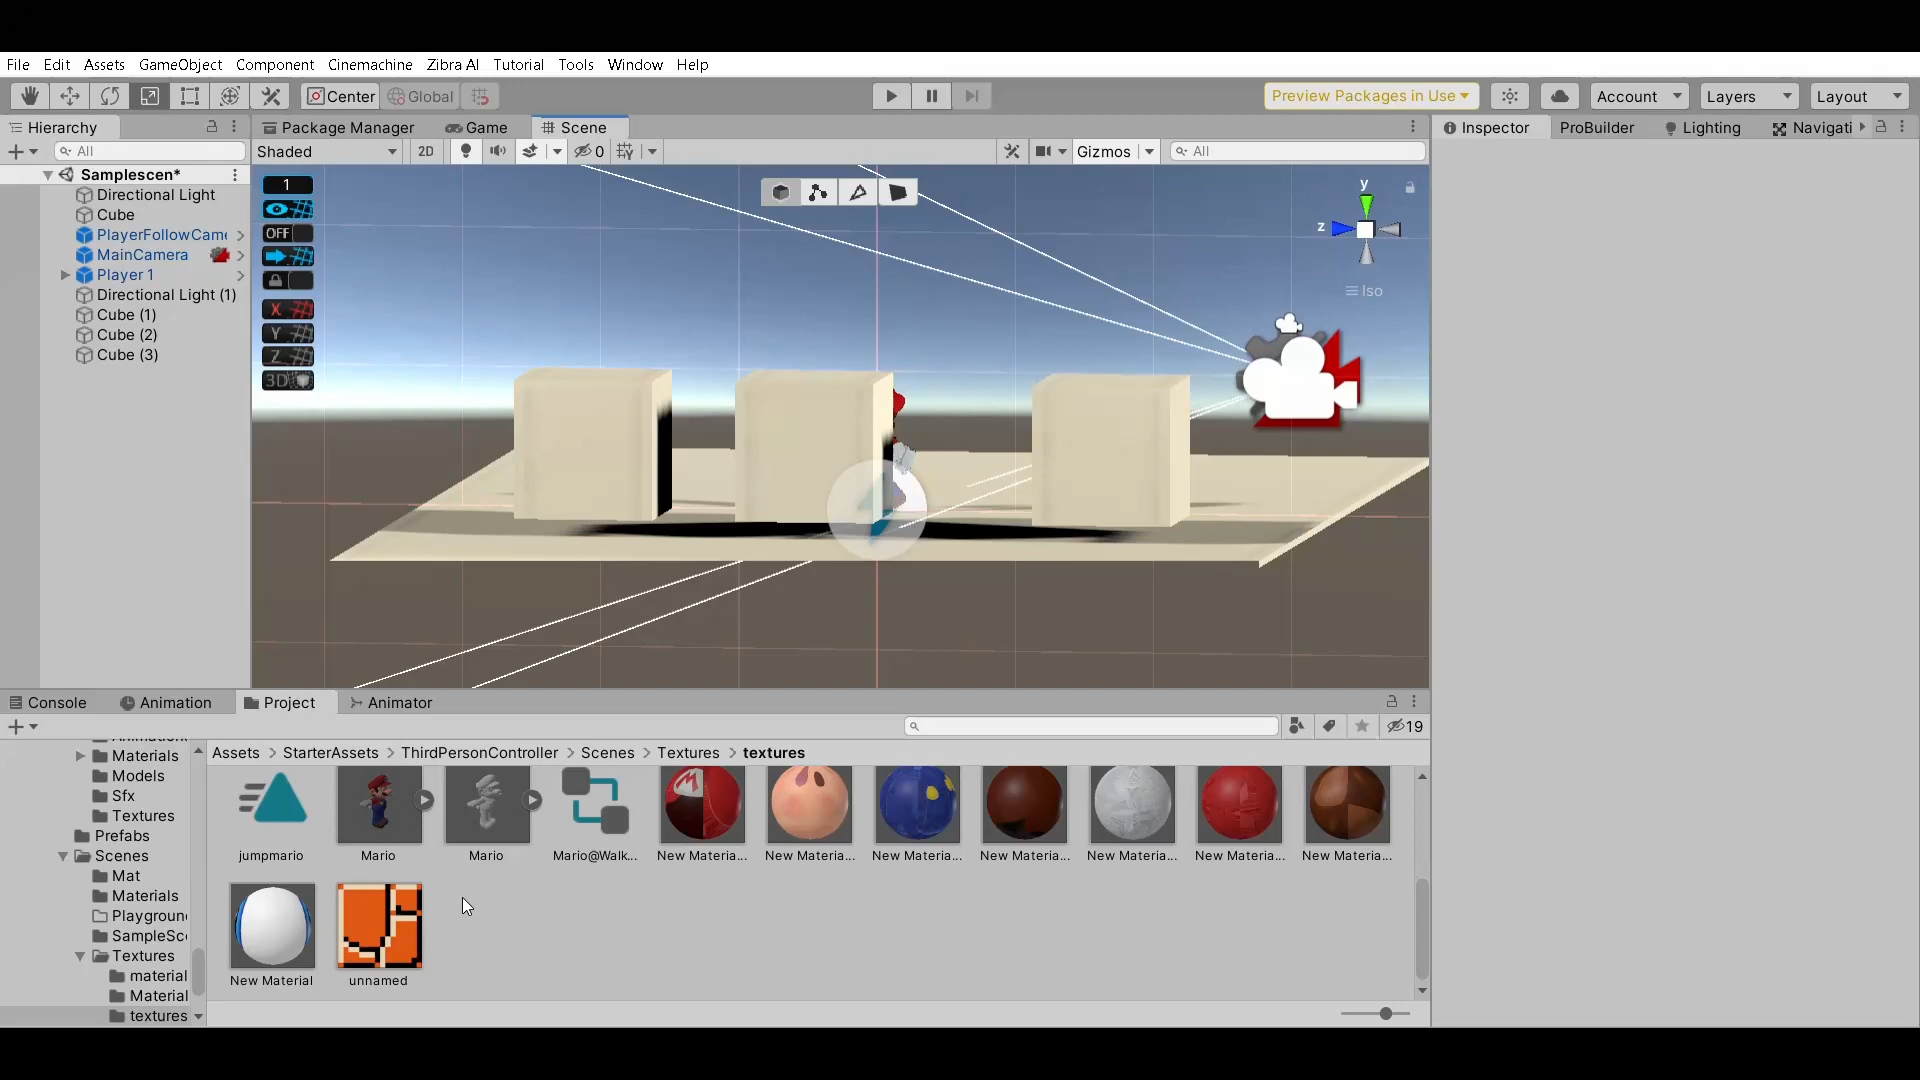 File Edit Assets GameObject Component Cinemachine Zibra AI Tutorial Tools Window Help
Center Global Preview Packages in Use Account Layers Layout
Hierarchy Package Manager Game Scene Inspector ProBuilder Lighting Navigati
All Shaded 2D 0 Gizmos All
Samplescen*
Directional Light
Cube
PlayerFollowCame
MainCamera
Player 1
Directional Light (1)
Cube (1)
Cube (2)
Cube (3)
1
OFF
X
Y
Z
3D
y
z
Iso
Console Animation Project Animator
19
Materials
Models
Sfx
Textures
Prefabs
Scenes
Mat
Materials
Playgroun
SampleSc
Textures
material
Material
textures
Assets > StarterAssets > ThirdPersonController > Scenes > Textures > textures
jumpmario Mario Mario Mario@Walk... New Materia... New Materia... New Materia... New Materia... New Materia... New Materia... New Materia...
New Material unnamed